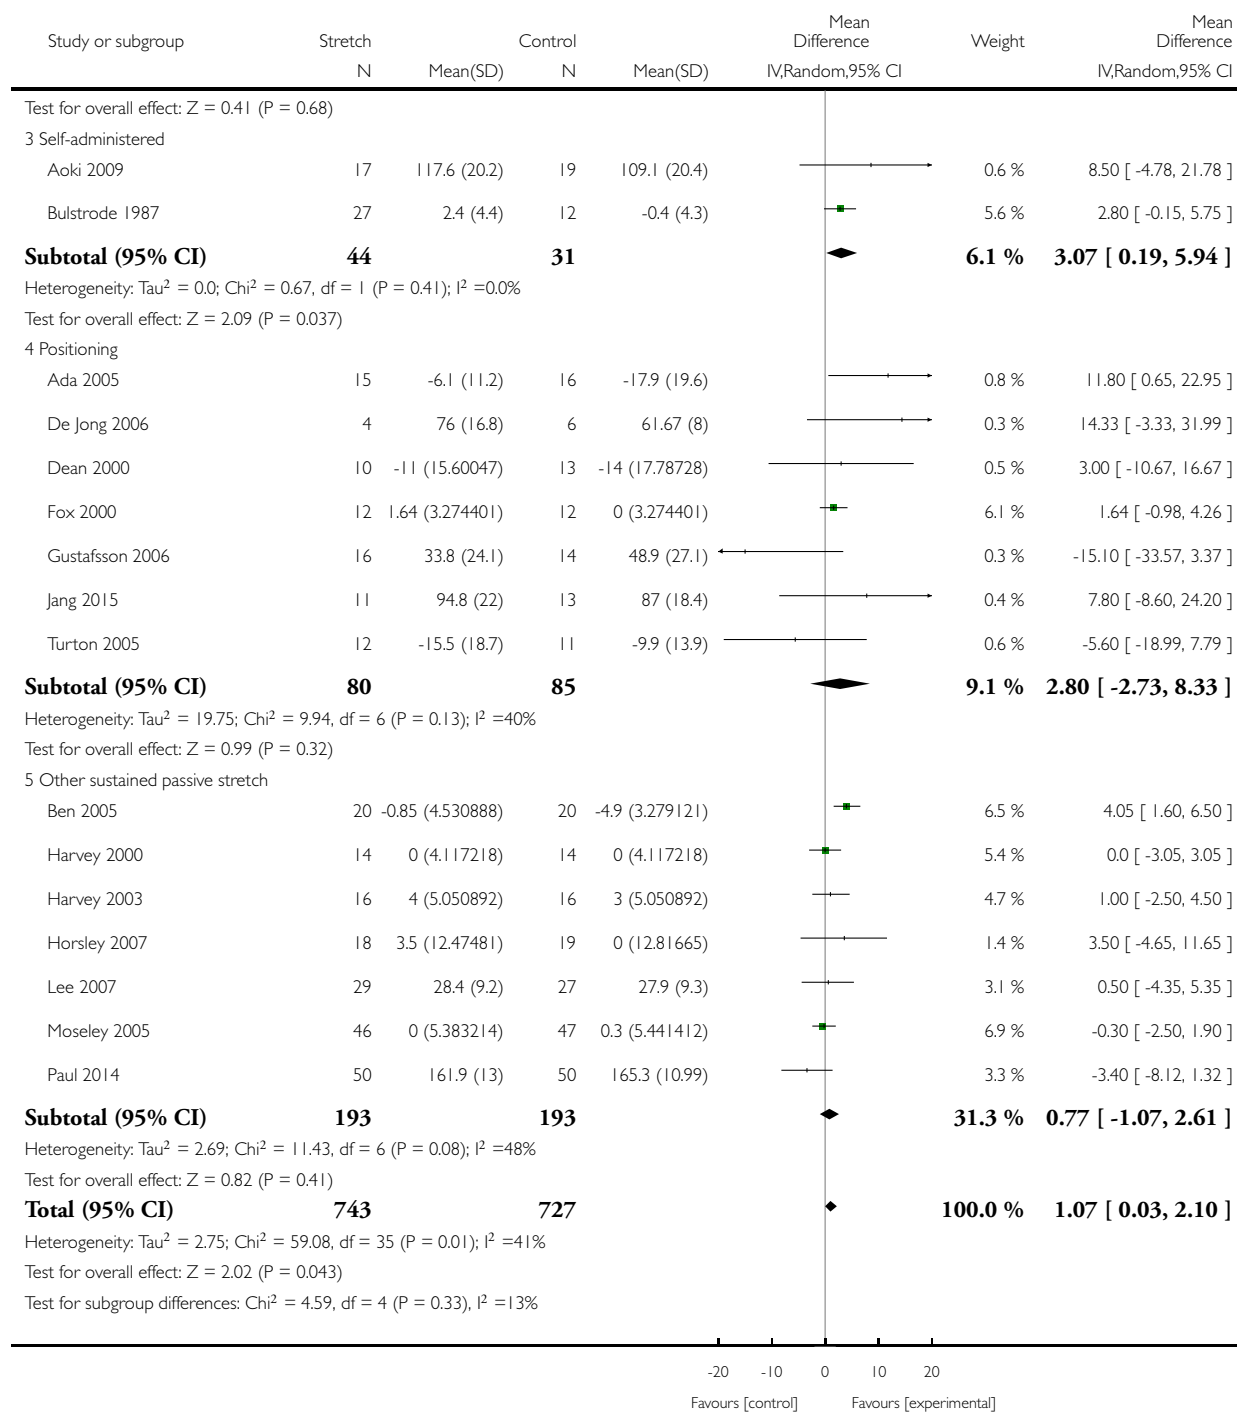 Study or subgroup Stretch Control Mean Difference Weight Mean Difference
N Mean(SD) N Mean(SD) IV,Random,95% CI IV,Random,95% CI
Test for overall effect: Z = 0.41 (P = 0.68)
3 Self-administered
Aoki 2009 17 117.6 (20.2) 19 109.1 (20.4) 0.6 % 8.50 [ -4.78, 21.78 ]
Bulstrode 1987 27 2.4 (4.4) 12 -0.4 (4.3) 5.6 % 2.80 [ -0.15, 5.75 ]
Subtotal (95% CI) 44 31 6.1 % 3.07 [ 0.19, 5.94 ]
Heterogeneity: Tau² = 0.0; Chi² = 0.67, df = 1 (P = 0.41); I² =0.0%
Test for overall effect: Z = 2.09 (P = 0.037)
4 Positioning
Ada 2005 15 -6.1 (11.2) 16 -17.9 (19.6) 0.8 % 11.80 [ 0.65, 22.95 ]
De Jong 2006 4 76 (16.8) 6 61.67 (8) 0.3 % 14.33 [ -3.33, 31.99 ]
Dean 2000 10 -11 (15.60047) 13 -14 (17.78728) 0.5 % 3.00 [ -10.67, 16.67 ]
Fox 2000 12 1.64 (3.274401) 12 0 (3.274401) 6.1 % 1.64 [ -0.98, 4.26 ]
Gustafsson 2006 16 33.8 (24.1) 14 48.9 (27.1) 0.3 % -15.10 [ -33.57, 3.37 ]
Jang 2015 11 94.8 (22) 13 87 (18.4) 0.4 % 7.80 [ -8.60, 24.20 ]
Turton 2005 12 -15.5 (18.7) 11 -9.9 (13.9) 0.6 % -5.60 [ -18.99, 7.79 ]
Subtotal (95% CI) 80 85 9.1 % 2.80 [ -2.73, 8.33 ]
Heterogeneity: Tau² = 19.75; Chi² = 9.94, df = 6 (P = 0.13); I² =40%
Test for overall effect: Z = 0.99 (P = 0.32)
5 Other sustained passive stretch
Ben 2005 20 -0.85 (4.530888) 20 -4.9 (3.279121) 6.5 % 4.05 [ 1.60, 6.50 ]
Harvey 2000 14 0 (4.117218) 14 0 (4.117218) 5.4 % 0.0 [ -3.05, 3.05 ]
Harvey 2003 16 4 (5.050892) 16 3 (5.050892) 4.7 % 1.00 [ -2.50, 4.50 ]
Horsley 2007 18 3.5 (12.47481) 19 0 (12.81665) 1.4 % 3.50 [ -4.65, 11.65 ]
Lee 2007 29 28.4 (9.2) 27 27.9 (9.3) 3.1 % 0.50 [ -4.35, 5.35 ]
Moseley 2005 46 0 (5.383214) 47 0.3 (5.441412) 6.9 % -0.30 [ -2.50, 1.90 ]
Paul 2014 50 161.9 (13) 50 165.3 (10.99) 3.3 % -3.40 [ -8.12, 1.32 ]
Subtotal (95% CI) 193 193 31.3 % 0.77 [ -1.07, 2.61 ]
Heterogeneity: Tau² = 2.69; Chi² = 11.43, df = 6 (P = 0.08); I² =48%
Test for overall effect: Z = 0.82 (P = 0.41)
Total (95% CI) 743 727 100.0 % 1.07 [ 0.03, 2.10 ]
Heterogeneity: Tau² = 2.75; Chi² = 59.08, df = 35 (P = 0.01); I² =41%
Test for overall effect: Z = 2.02 (P = 0.043)
Test for subgroup differences: Chi² = 4.59, df = 4 (P = 0.33), I² =13%
-20 -10 0 10 20
Favours [control] Favours [experimental]